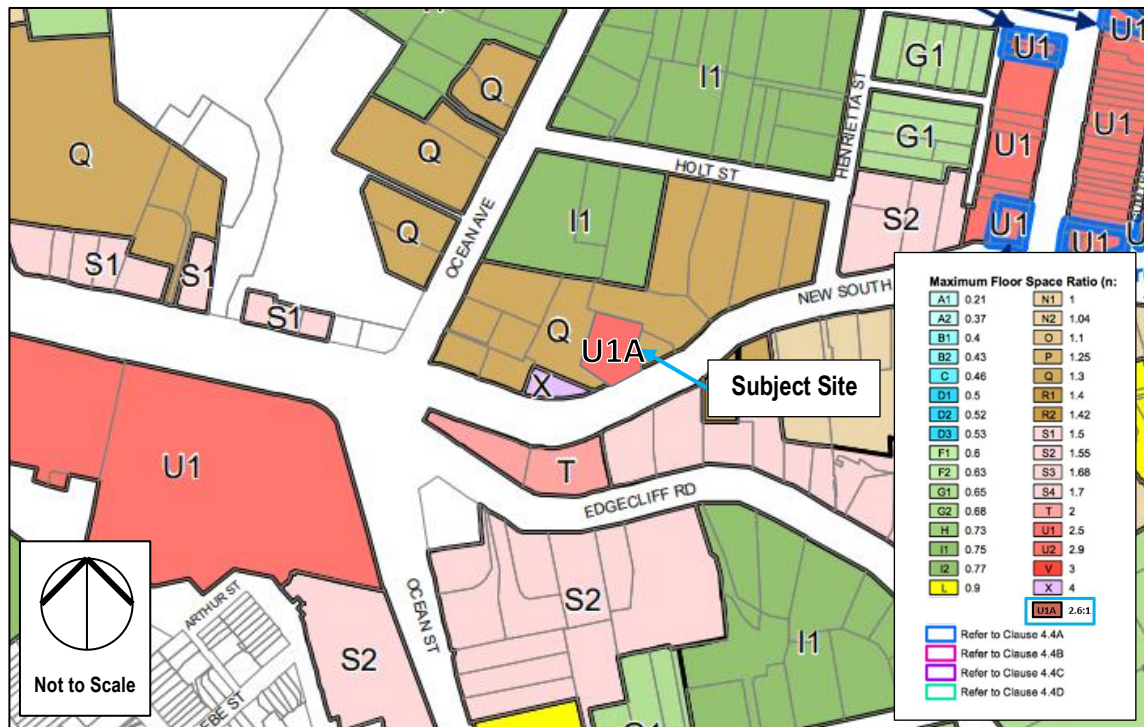 U1
U1
G1
I1
Q
Q
U1
U1
G1
HENRIETTA ST
HOLT ST
Q
I1
S2
U1
U1
Q
OCEAN AVE
S1
S1
S1
NEW SOUTH
Q
U1A
X
Subject Site
U1
T
EDGECLIFF RD
ARTHUR ST
S2
OCEAN ST
I1
S2
Not to Scale
Maximum Floor Space Ratio (n:
A1 0.21
N1 1
A2 0.37
N2 1.04
B1 0.4
O 1.1
B2 0.43
P 1.25
C 0.46
Q 1.3
D1 0.5
R1 1.4
D2 0.52
R2 1.42
D3 0.53
S1 1.5
F1 0.6
S2 1.55
F2 0.63
S3 1.68
G1 0.65
S4 1.7
G2 0.68
T 2
H 0.73
U1 2.5
I1 0.75
U2 2.9
I2 0.77
V 3
L 0.9
X 4
U1A 2.6:1
Refer to Clause 4.4A
Refer to Clause 4.4B
Refer to Clause 4.4C
Refer to Clause 4.4D